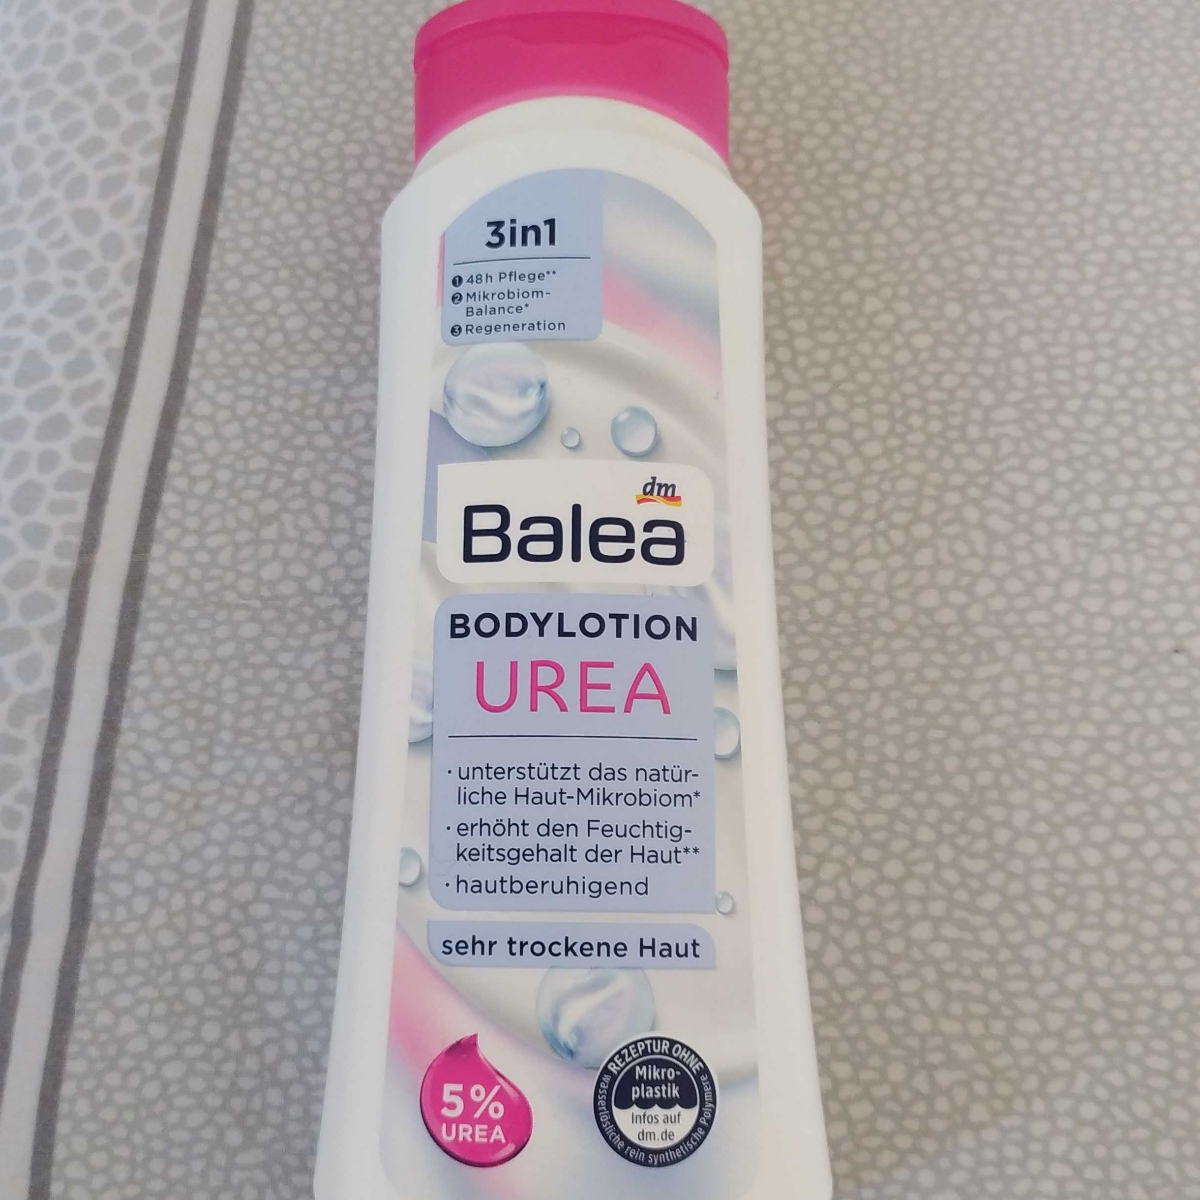 3in1
1 48h Pflege**
2 Mikrobiom-
Balance*
3 Regeneration
dm
Balea
BODYLOTION
UREA
· unterstützt das natür-
liche Haut-Mikrobiom*
· erhöht den Feuchtig-
keitsgehalt der Haut**
· hautberuhigend
sehr trockene Haut
5%
UREA
REZEPTUR OHNE
Mikro-
plastik
Infos auf
dm.de
wasserlösliche rein synthetische Polymere